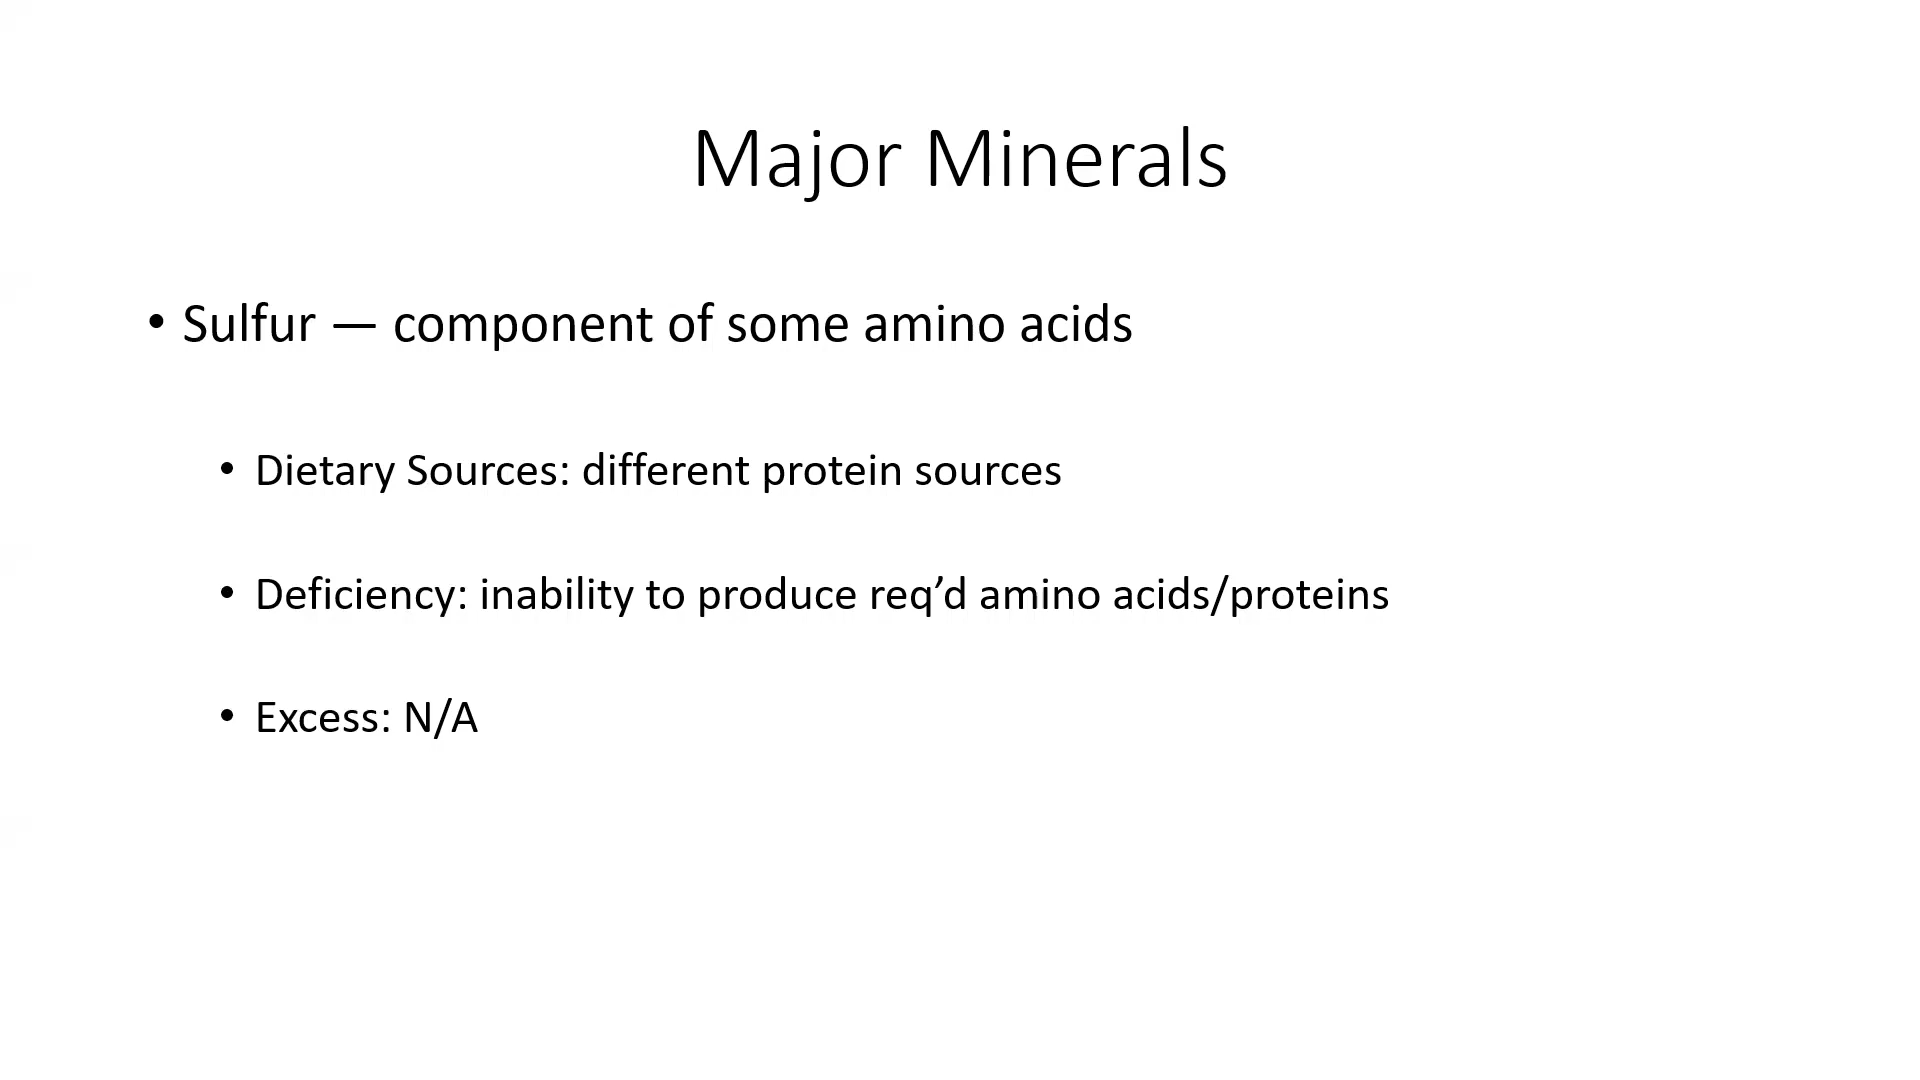 Major Minerals
• Sulfur — component of some amino acids
• Dietary Sources: different protein sources
• Deficiency: inability to produce req’d amino acids/proteins
• Excess: N/A